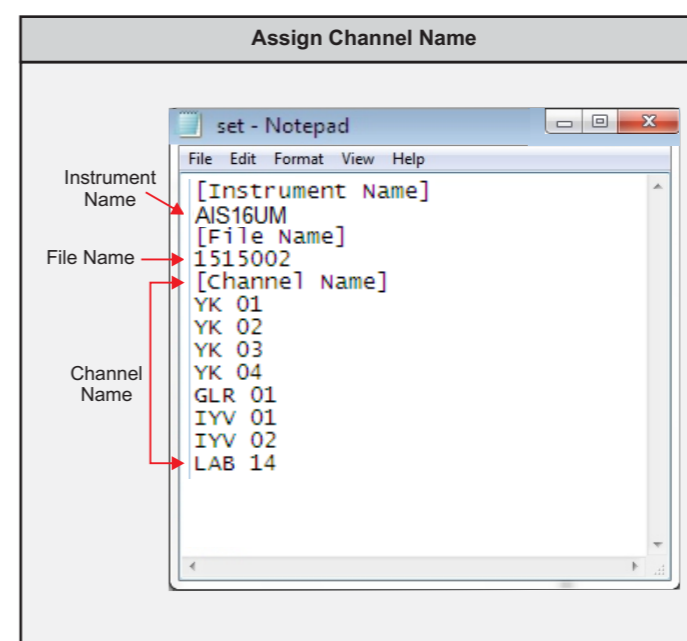 Assign Channel Name
set - Notepad
File Edit Format View Help
Instrument
Name
[Instrument Name]
AIS16UM
[File Name]
File Name
1515002
[Channel Name]
YK 01
YK 02
YK 03
YK 04
Channel
Name
GLR 01
IYV 01
IYV 02
LAB 14